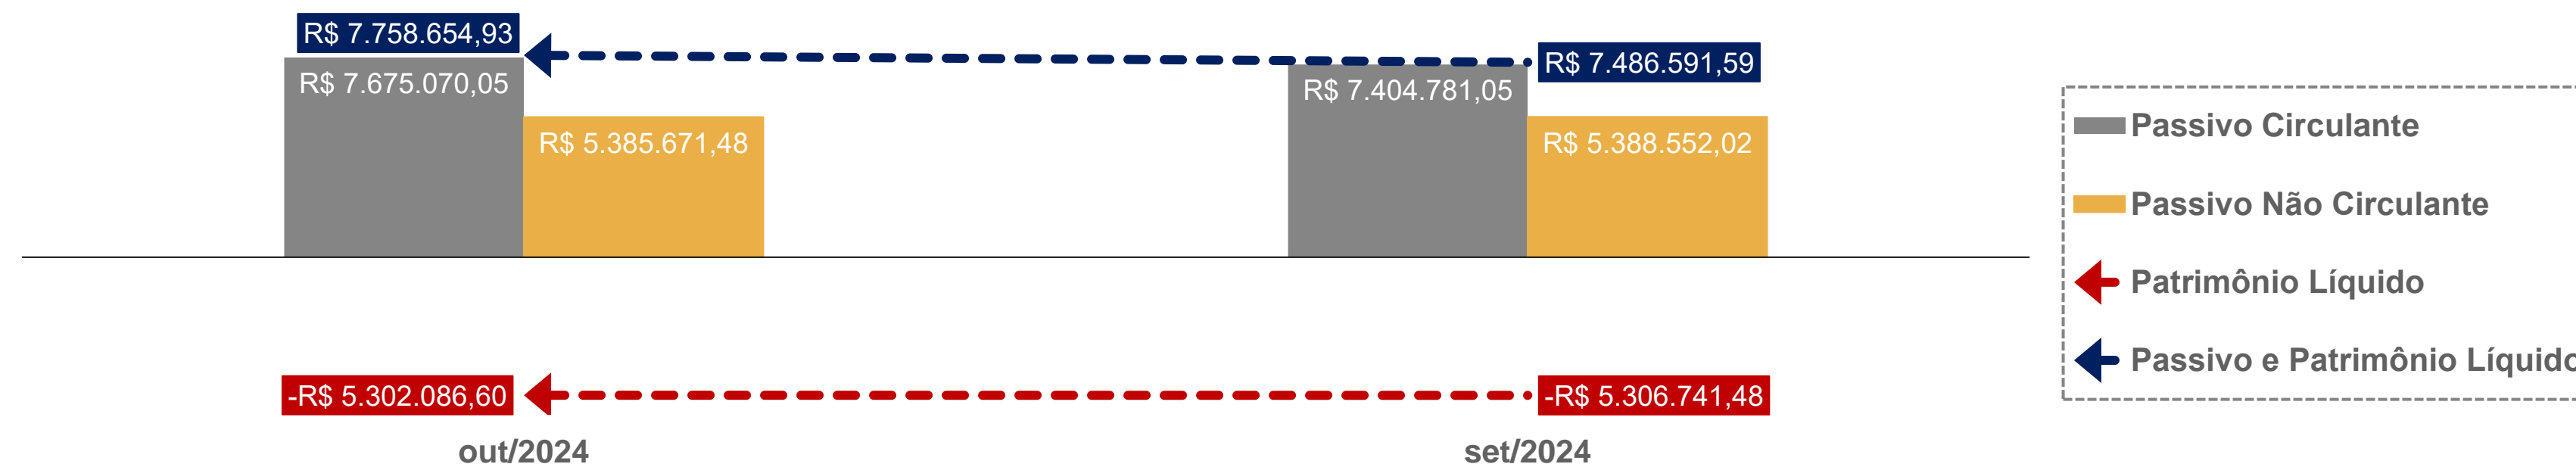 R$ 7.758.654,93
R$ 7.486.591,59
R$ 7.675.070,05
R$ 7.404.781,05
R$ 5.385.671,48
R$ 5.388.552,02
-R$ 5.302.086,60
-R$ 5.306.741,48
out/2024
set/2024
Passivo Circulante
Passivo Não Circulante
Patrimônio Líquido
Passivo e Patrimônio Líquido